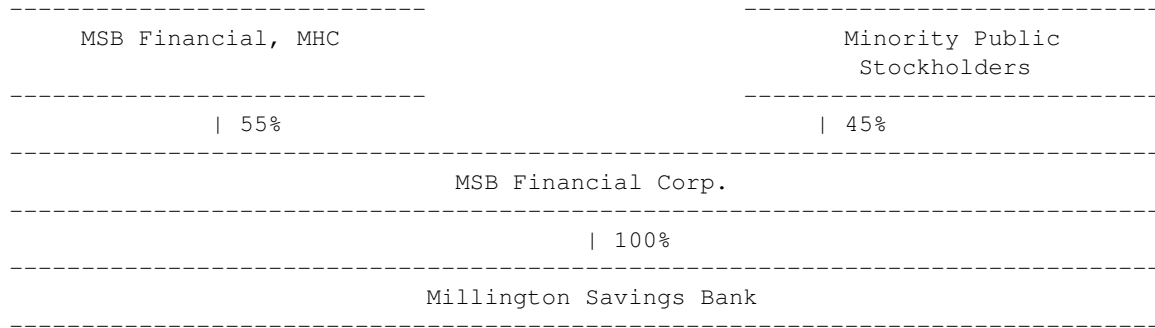 MSB Financial, MHC Minority Public
Stockholders
| 55% | 45%
MSB Financial Corp.
| 100%
Millington Savings Bank